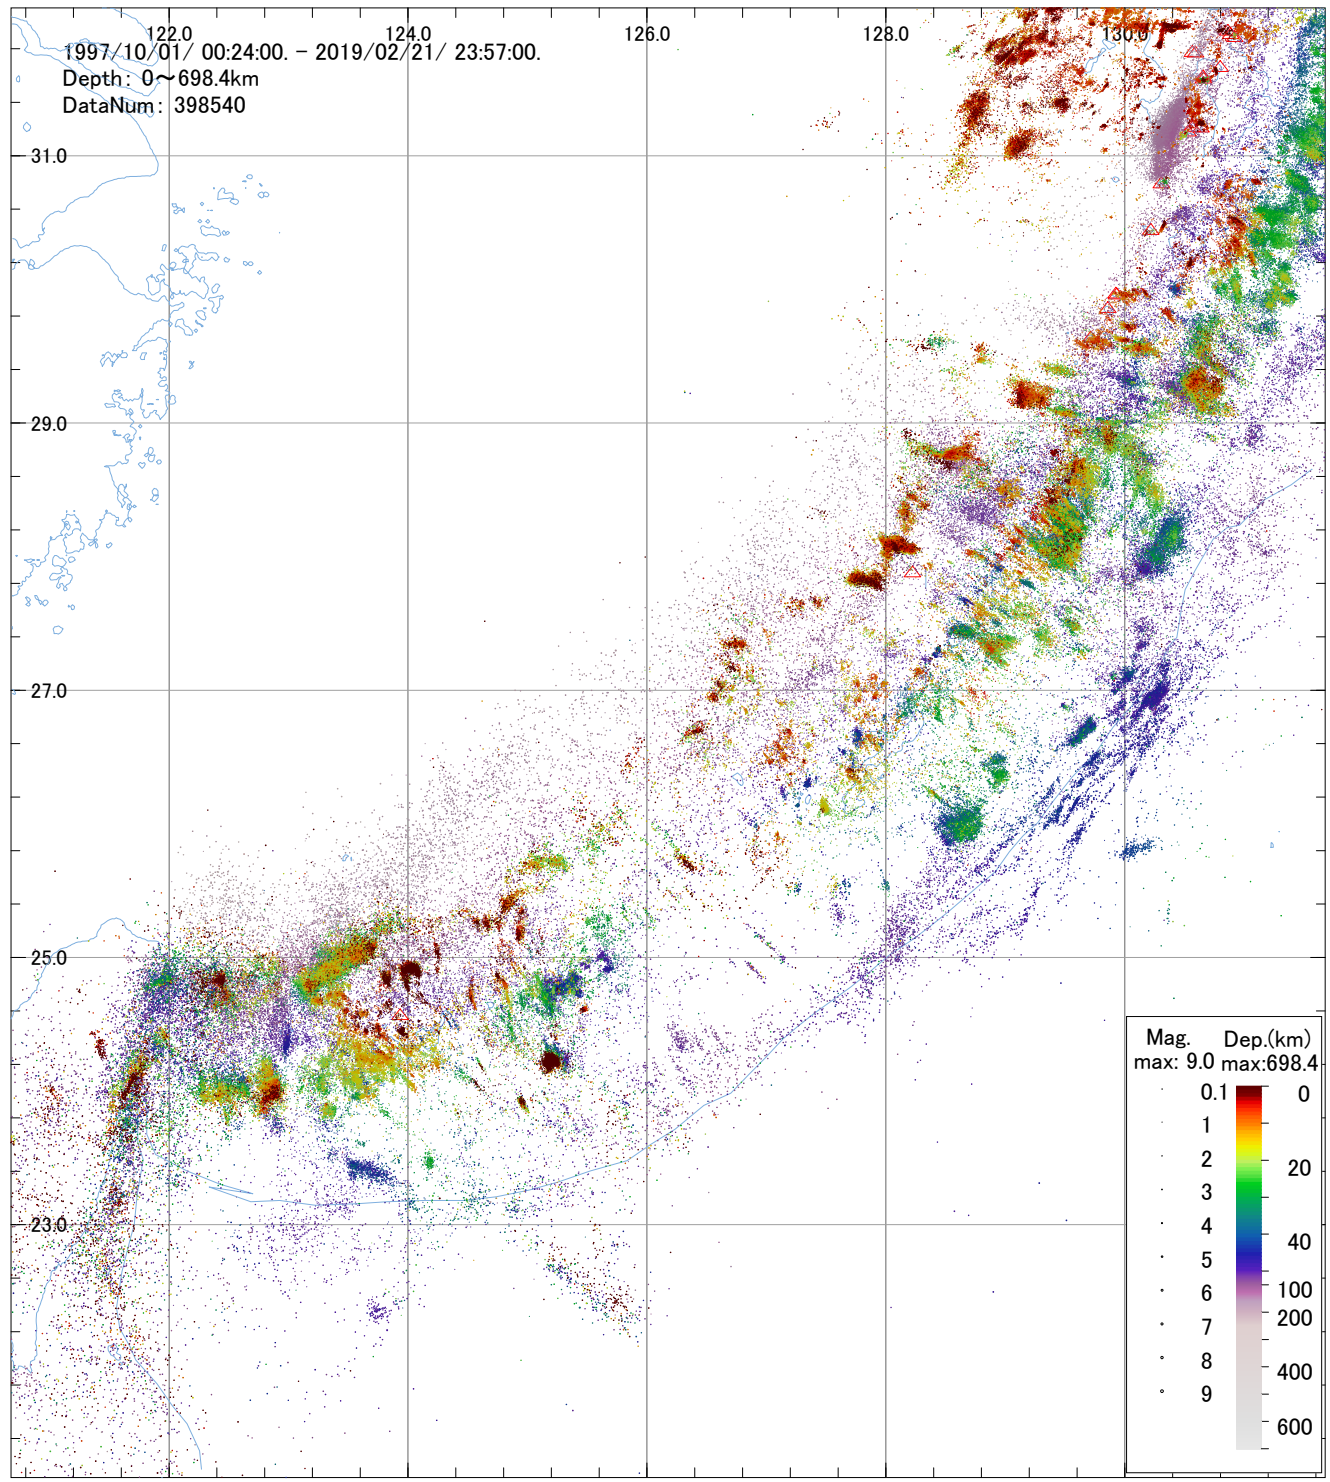 122.0 124.0 126.0 128.0 130.0
1997/10/01/ 00:24:00. - 2019/02/21/ 23:57:00.
Depth: 0～698.4km
DataNum: 398540
31.0
29.0
27.0
25.0
23.0
Mag. Dep.(km)
max: 9.0 max:698.4
0.1 0
1
2 20
3
4
5 40
6 100
7 200
8 400
9
600